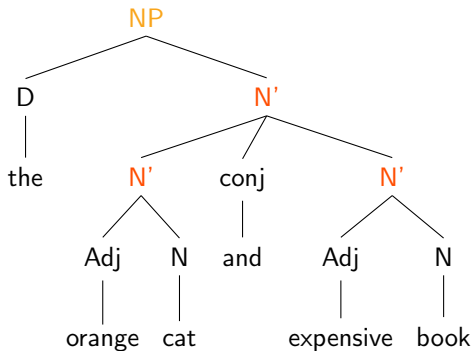 NP
D N'
the N' conj N'
Adj N and Adj N
orange cat expensive book